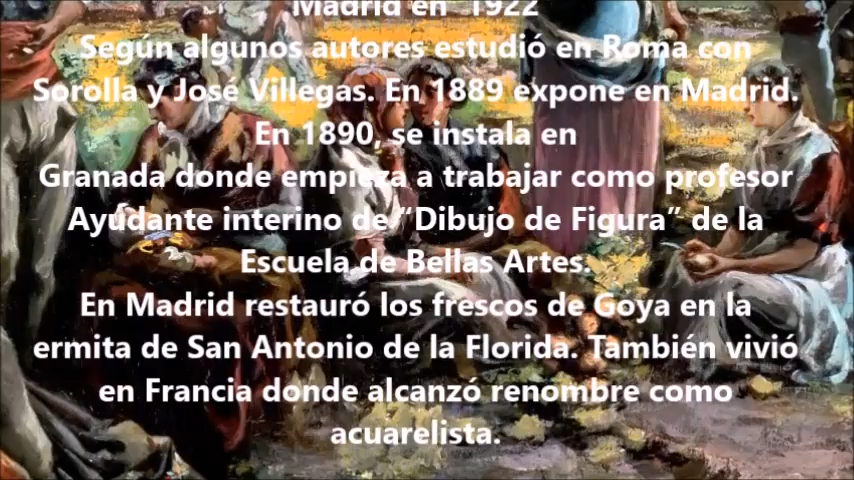 Madrid en 1922
Según algunos autores estudió en Roma con
Sorolla y José Villegas. En 1889 expone en Madrid.
En 1890, se instala en
Granada donde empieza a trabajar como profesor
Ayudante interino de “Dibujo de Figura” de la
Escuela de Bellas Artes.
En Madrid restauró los frescos de Goya en la
ermita de San Antonio de la Florida. También vivió
en Francia donde alcanzó renombre como
acuarelista.